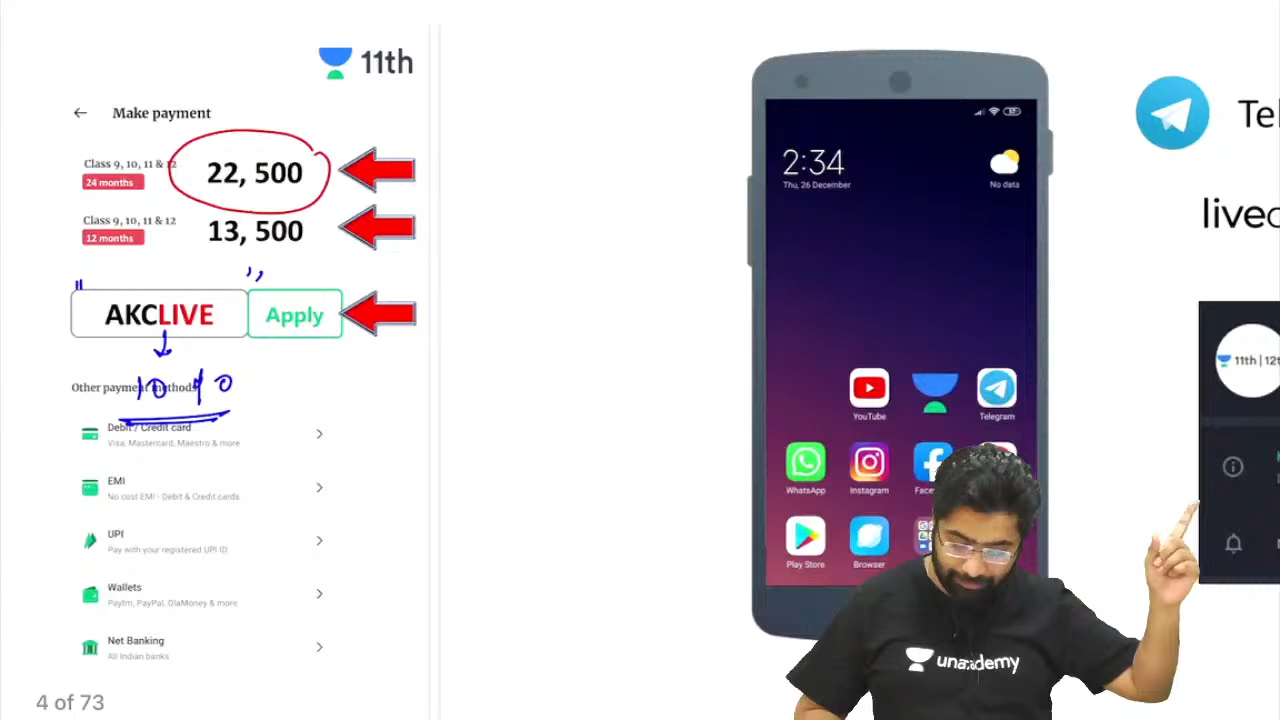 11th
Make payment
Class 9, 10, 11 & 12
24 months
22, 500
Class 9, 10, 11 & 12
12 months
13, 500
AKCLIVE
Apply
10
Other payment methods
Debit / Credit card
Visa, Mastercard, Maestro & more
EMI
No cost EMI - Debit & Credit cards
UPI
Pay with your registered UPI ID
Wallets
Paytm, PayPal, OlaMoney & more
Net Banking
All Indian banks
4 of 73
2:34
Thu, 26 December
No data
YouTube
Telegram
WhatsApp
Instagram
Play Store
Browser
unacademy
11th | 12t